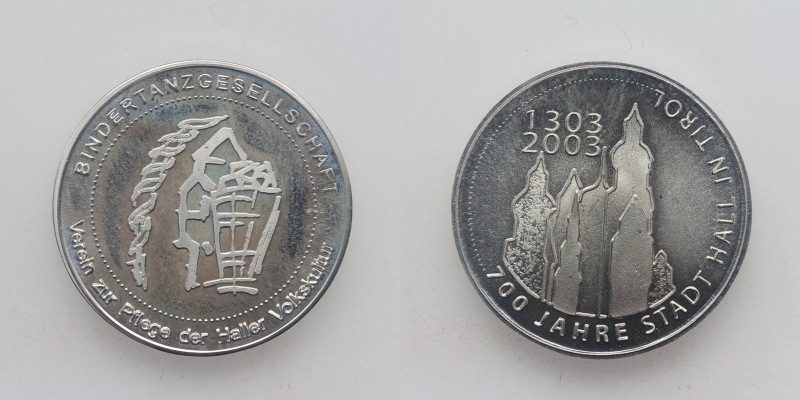 BINDERTANZGESELLSCHAFT
Verein zur Pflege der Haller Volkskultur
1303
2003
700 JAHRE STADT HALL IN TIROL